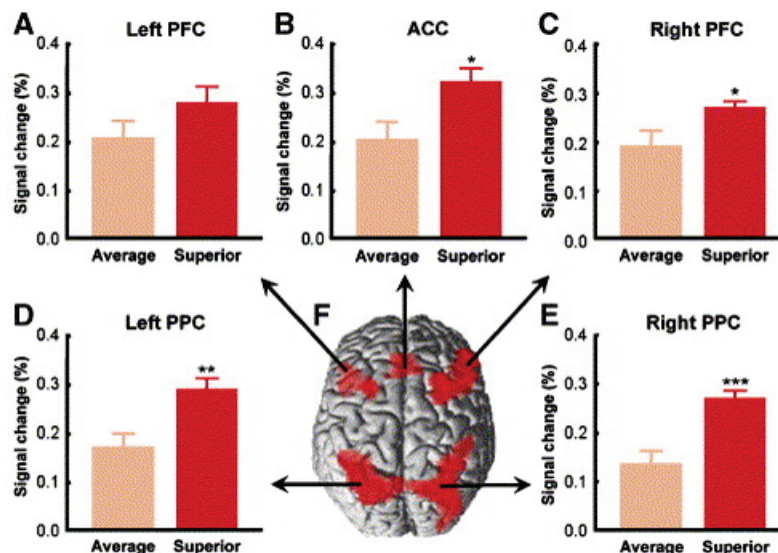 A
Left PFC
Signal change (%)
0.4
0.3
0.2
0.1
0.0
Average Superior
B
ACC
Signal change (%)
0.4
0.3
0.2
0.1
0.0
*
Average Superior
C
Right PFC
Signal change (%)
0.4
0.3
0.2
0.1
0.0
*
Average Superior
D
Left PPC
Signal change (%)
0.4
0.3
0.2
0.1
0.0
**
Average Superior
F
E
Right PPC
Signal change (%)
0.4
0.3
0.2
0.1
0.0
***
Average Superior